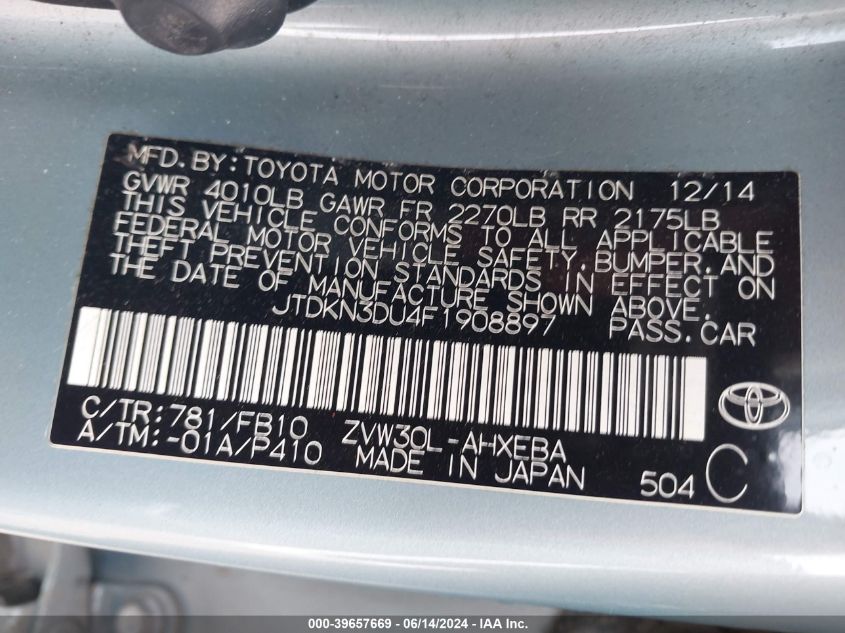 MFD. BY: TOYOTA MOTOR CORPORATION 12/14
GVWR 4010LB GAWR FR 2270LB RR 2175LB
THIS VEHICLE CONFORMS TO ALL APPLICABLE
FEDERAL MOTOR VEHICLE SAFETY, BUMPER, AND
THEFT PREVENTION STANDARDS IN EFFECT ON
THE DATE OF MANUFACTURE SHOWN ABOVE.
JTDKN3DU4F1908897 PASS. CAR
C/TR: 781/FB10 ZVW30L-AHXEBA
A/TM: -01A/P410 MADE IN JAPAN 504 C
000-39657669 - 06/14/2024 - IAA Inc.